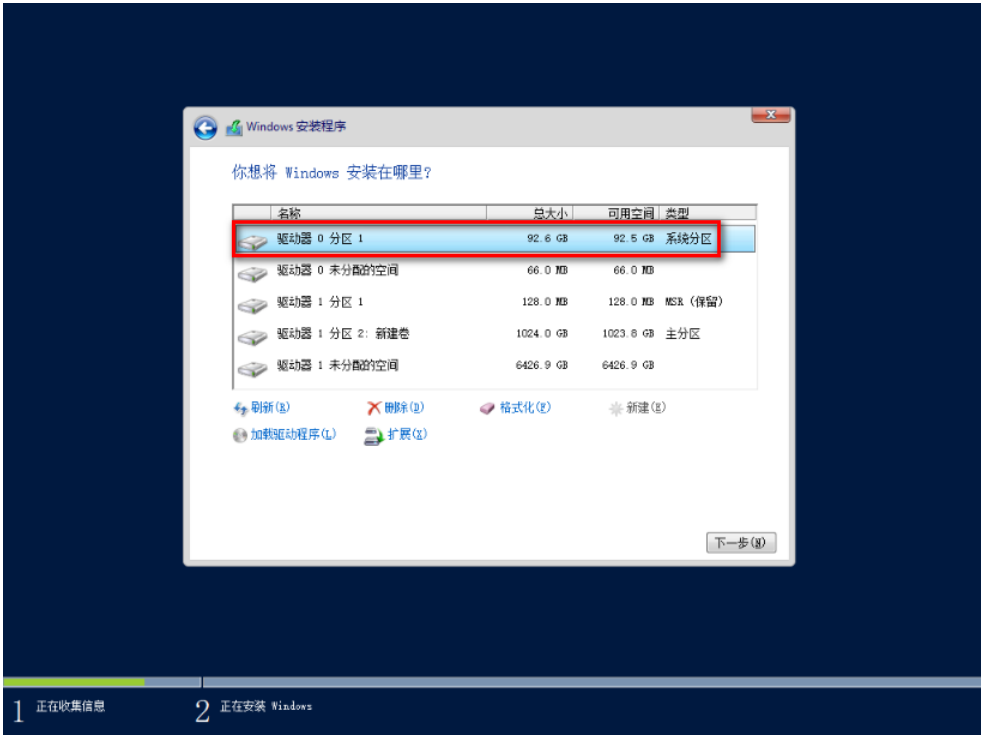 Windows 安装程序
你想将 Windows 安装在哪里?
名称 总大小 可用空间 类型
驱动器 0 分区 1 92.6 GB 92.5 GB 系统分区
驱动器 0 未分配的空间 66.0 MB 66.0 MB
驱动器 1 分区 1 128.0 MB 128.0 MB MSR (保留)
驱动器 1 分区 2: 新建卷 1024.0 GB 1023.8 GB 主分区
驱动器 1 未分配的空间 6426.9 GB 6426.9 GB
刷新(R) 删除(D) 格式化(F) 新建(E)
加载驱动程序(L) 扩展(X)
下一步(N)
1 正在收集信息 2 正在安装 Windows